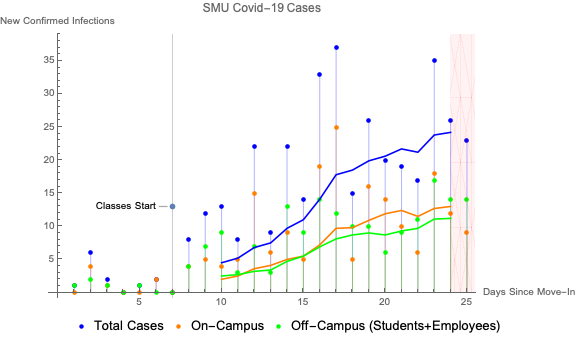 SMU Covid-19 Cases
New Confirmed Infections
35
30
25
20
15
10
5
Classes Start
5
10
15
20
25
Days Since Move-In
Total Cases
On-Campus
Off-Campus (Students+Employees)